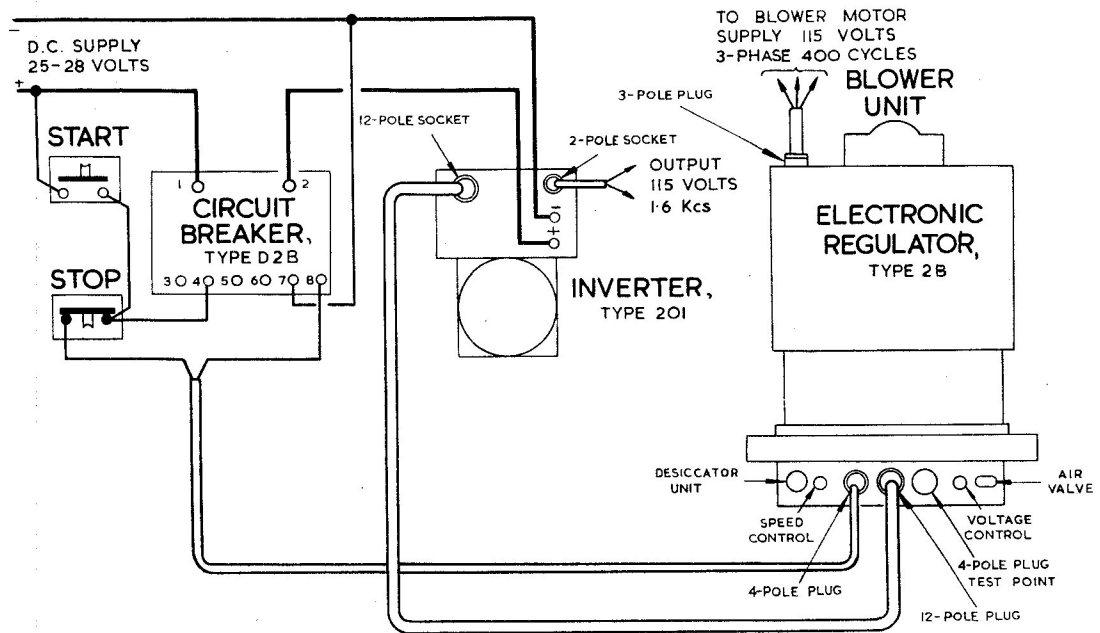 TO BLOWER MOTOR
SUPPLY 115 VOLTS
3-PHASE 400 CYCLES
BLOWER
UNIT
3-POLE PLUG
−
D.C. SUPPLY
25-28 VOLTS
+
START
STOP
1
2
CIRCUIT
BREAKER,
TYPE D2B
3 4 5 6 7 8
12-POLE SOCKET
2-POLE SOCKET
OUTPUT
115 VOLTS
1·6 Kcs
−
+
INVERTER,
TYPE 201
ELECTRONIC
REGULATOR,
TYPE 2B
DESICCATOR
UNIT
SPEED
CONTROL
4-POLE PLUG
AIR
VALVE
VOLTAGE
CONTROL
4-POLE PLUG
TEST POINT
12-POLE PLUG